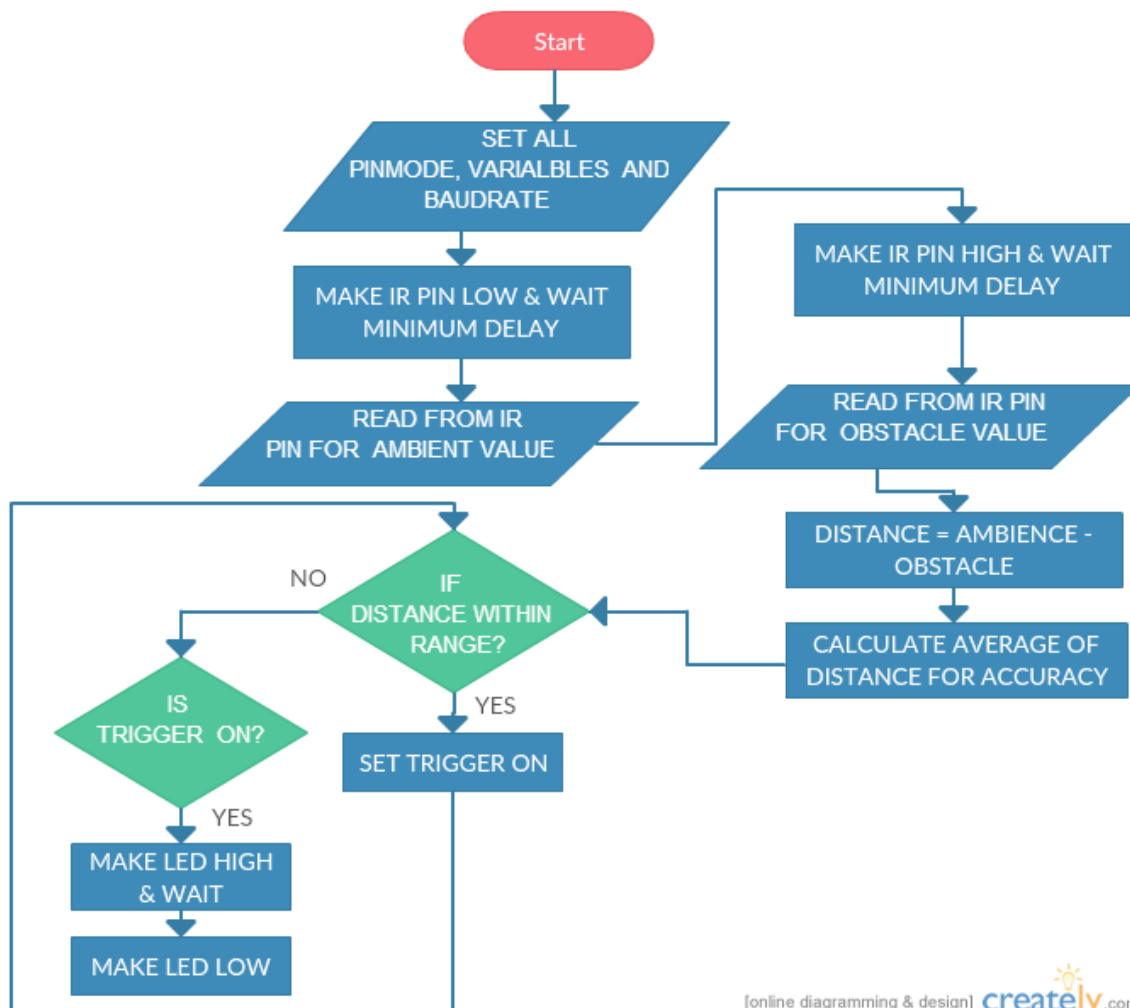 Start
SET ALL
PINMODE, VARIALBLES AND
BAUDRATE
MAKE IR PIN LOW & WAIT
MINIMUM DELAY
READ FROM IR
PIN FOR AMBIENT VALUE
MAKE IR PIN HIGH & WAIT
MINIMUM DELAY
READ FROM IR PIN
FOR OBSTACLE VALUE
DISTANCE = AMBIENCE -
OBSTACLE
CALCULATE AVERAGE OF
DISTANCE FOR ACCURACY
IF
DISTANCE WITHIN
RANGE?
NO
IS
TRIGGER ON?
YES
SET TRIGGER ON
YES
MAKE LED HIGH
& WAIT
MAKE LED LOW
[online diagramming & design] creately.com